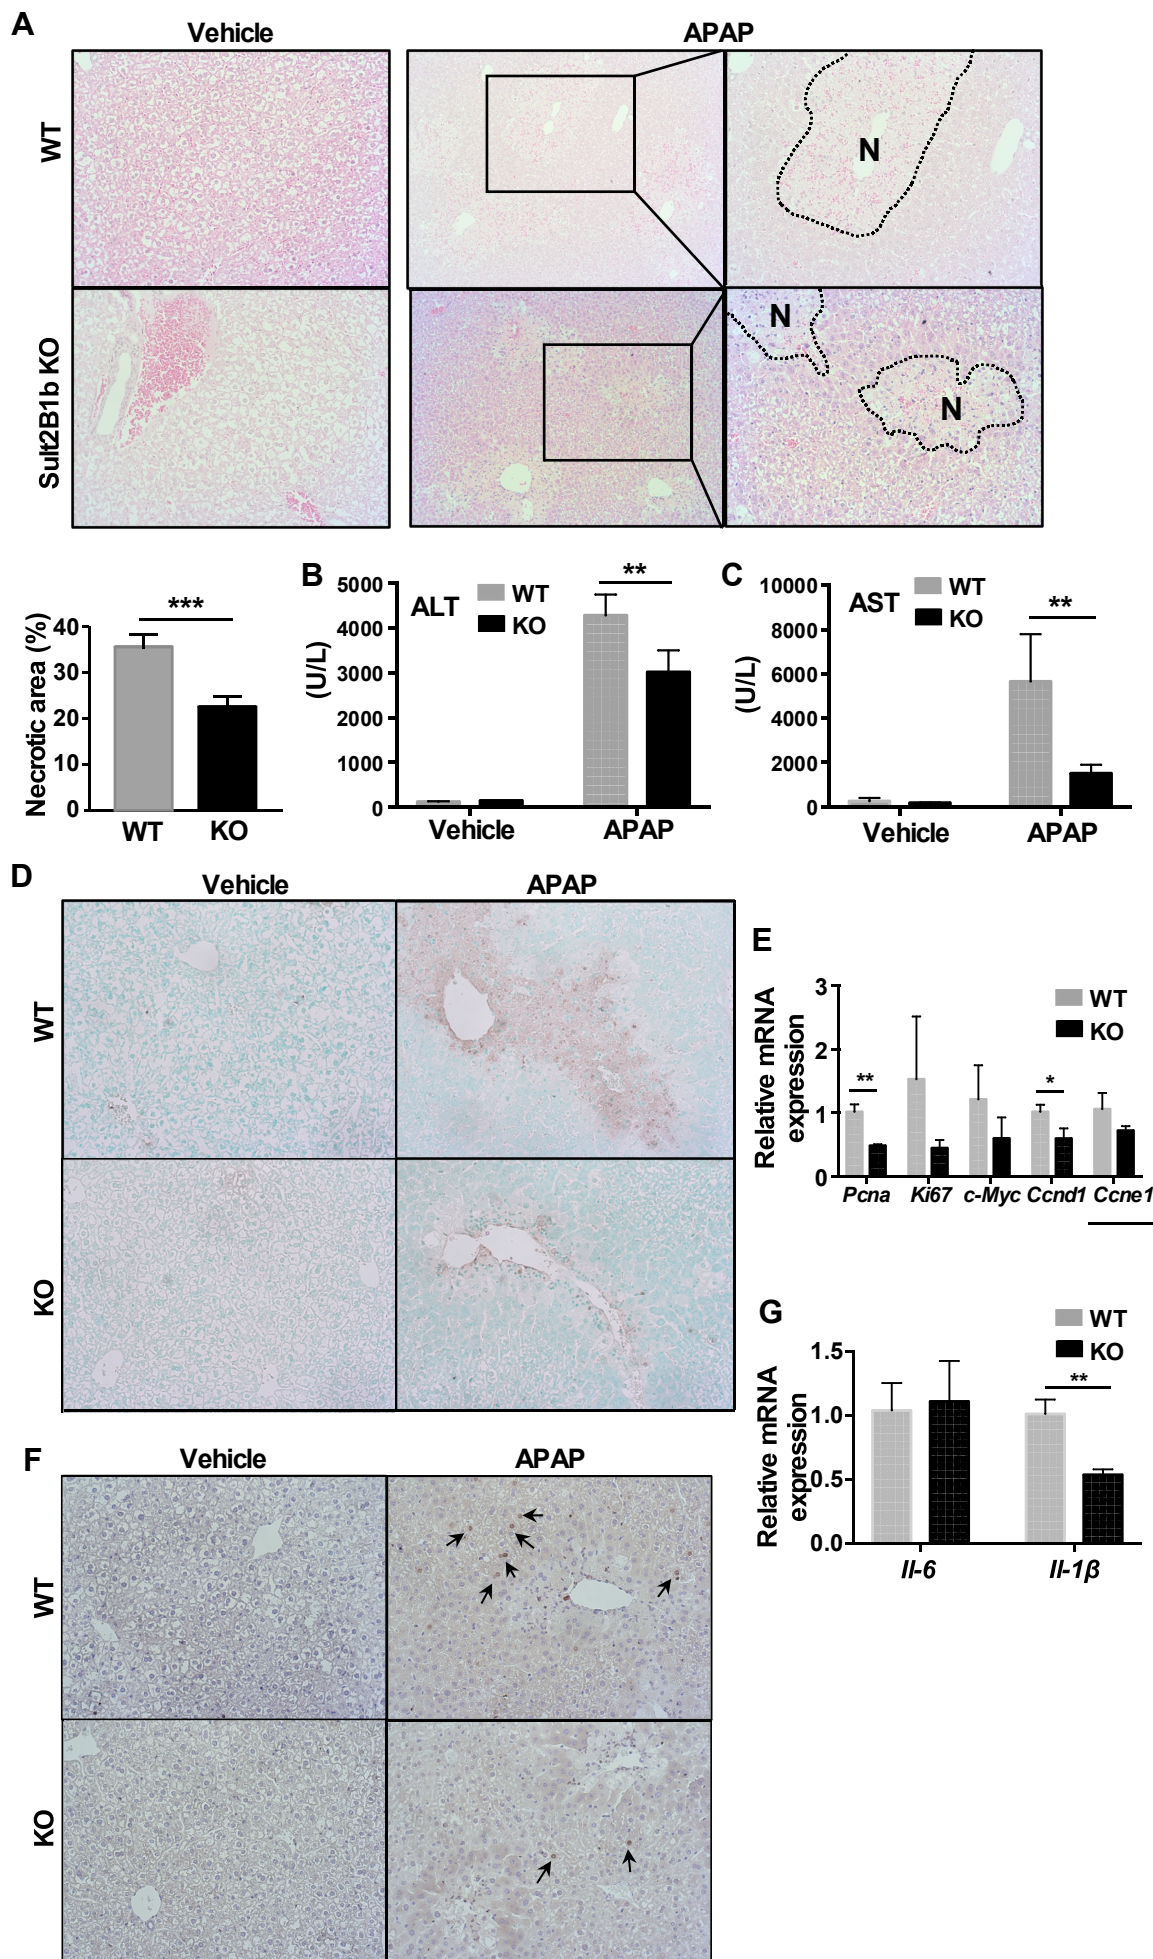 A
Vehicle
APAP
WT
N
Sult2B1b KO
N
N
***
Necrotic area (%)
40
30
20
10
0
WT
KO
B
ALT
WT
KO
**
(U/L)
5000
4000
3000
2000
1000
0
Vehicle
APAP
C
AST
WT
KO
**
(U/L)
10000
8000
6000
4000
2000
0
Vehicle
APAP
D
Vehicle
APAP
WT
KO
E
WT
KO
Relative mRNA
expression
3
2
1
0
**
*
Pcna
Ki67
c-Myc
Ccnd1
Ccne1
F
Vehicle
APAP
WT
KO
G
WT
KO
Relative mRNA
expression
1.5
1.0
0.5
0.0
**
Il-6
Il-1β